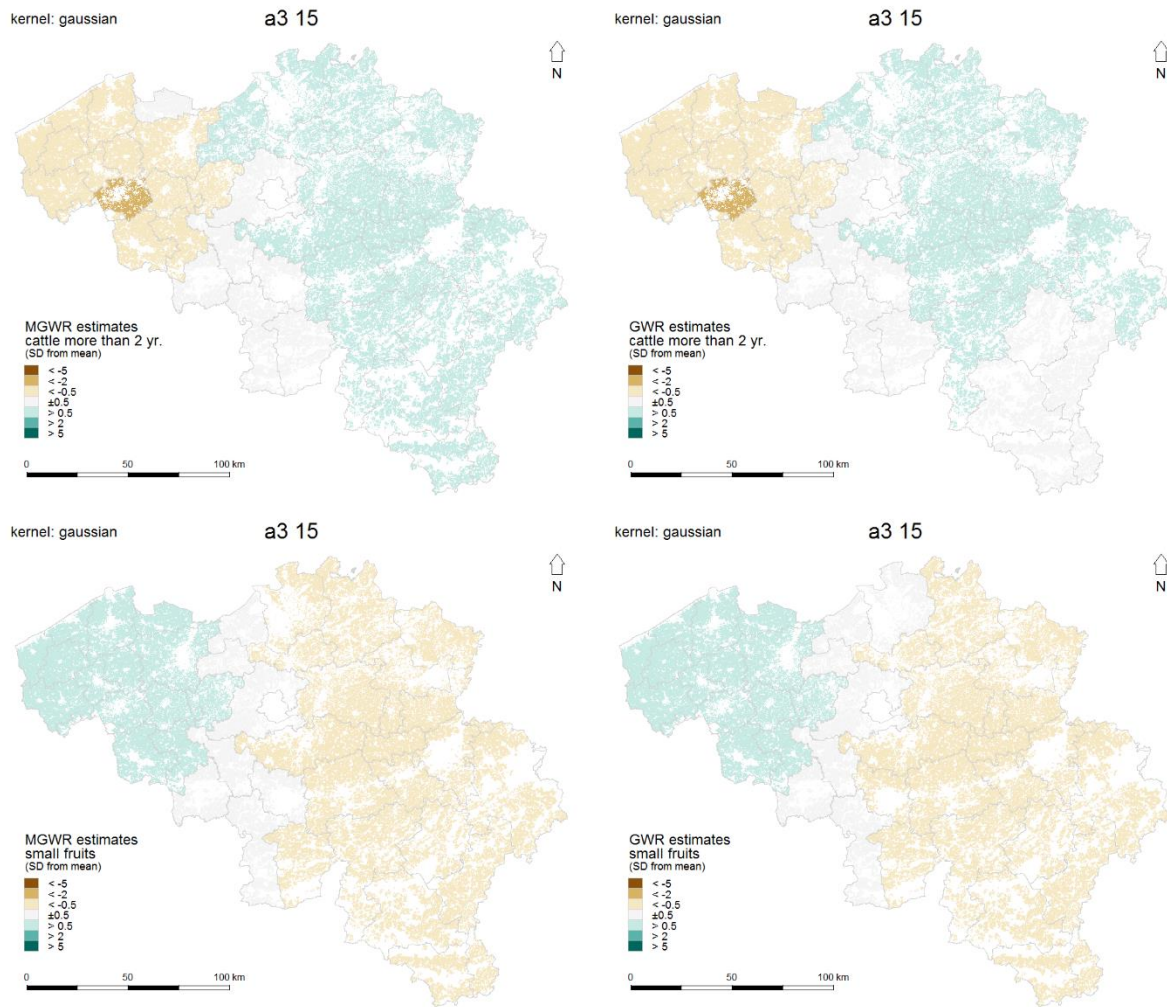 kernel: gaussian
a3 15
N
MGWR estimates
cattle more than 2 yr.
(SD from mean)
< -5
< -2
< -0.5
±0.5
> 0.5
> 2
> 5
0 50 100 km
kernel: gaussian
a3 15
N
GWR estimates
cattle more than 2 yr.
(SD from mean)
< -5
< -2
< -0.5
±0.5
> 0.5
> 2
> 5
0 50 100 km
kernel: gaussian
a3 15
N
MGWR estimates
small fruits
(SD from mean)
< -5
< -2
< -0.5
±0.5
> 0.5
> 2
> 5
0 50 100 km
kernel: gaussian
a3 15
N
GWR estimates
small fruits
(SD from mean)
< -5
< -2
< -0.5
±0.5
> 0.5
> 2
> 5
0 50 100 km